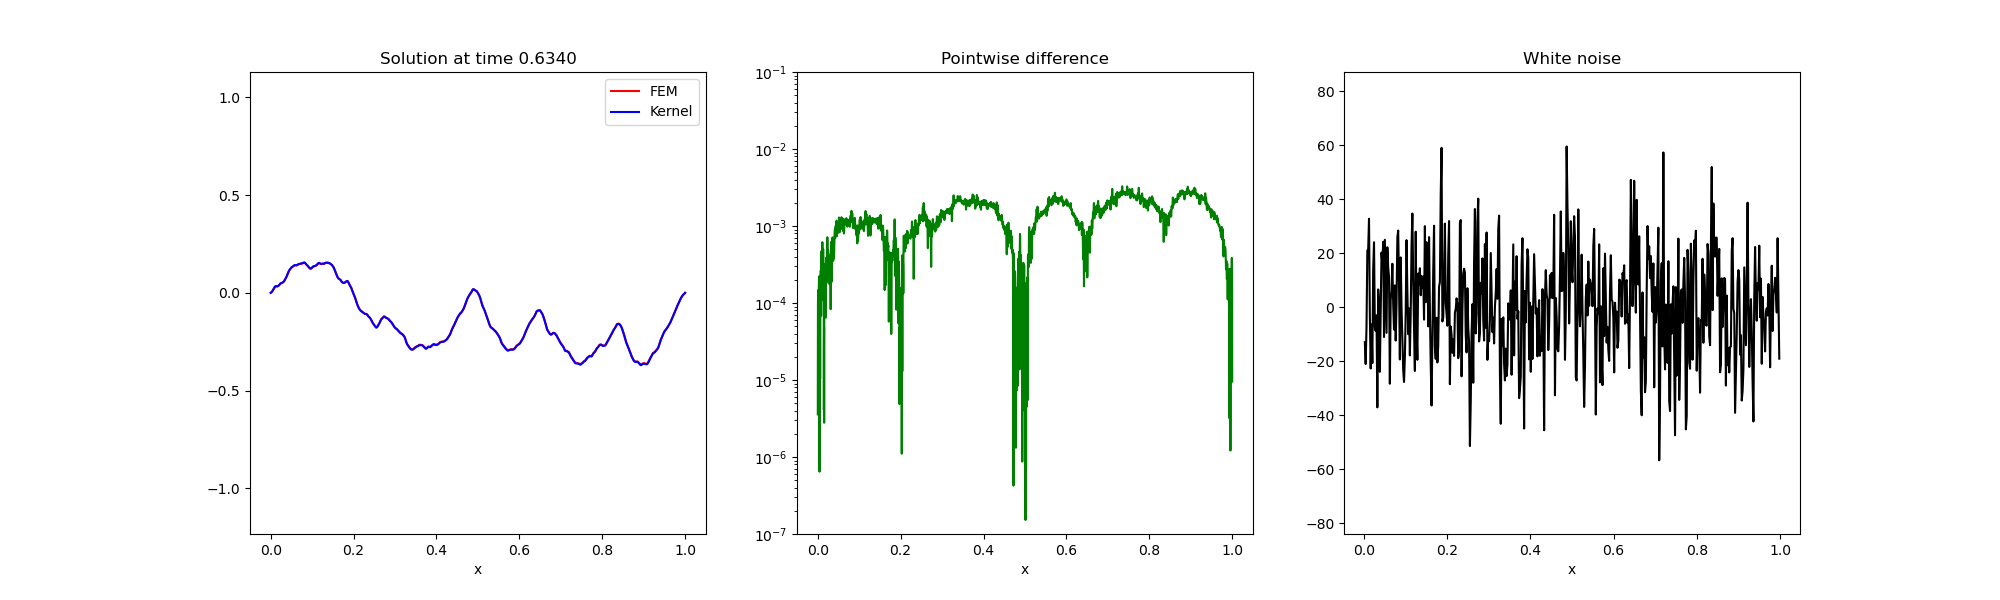 Solution at time 0.6340
FEM
Kernel
1.0
0.5
0.0
−0.5
−1.0
0.0 0.2 0.4 0.6 0.8 1.0
x
Pointwise difference
10⁻¹
10⁻²
10⁻³
10⁻⁴
10⁻⁵
10⁻⁶
10⁻⁷
0.0 0.2 0.4 0.6 0.8 1.0
x
White noise
80
60
40
20
0
−20
−40
−60
−80
0.0 0.2 0.4 0.6 0.8 1.0
x